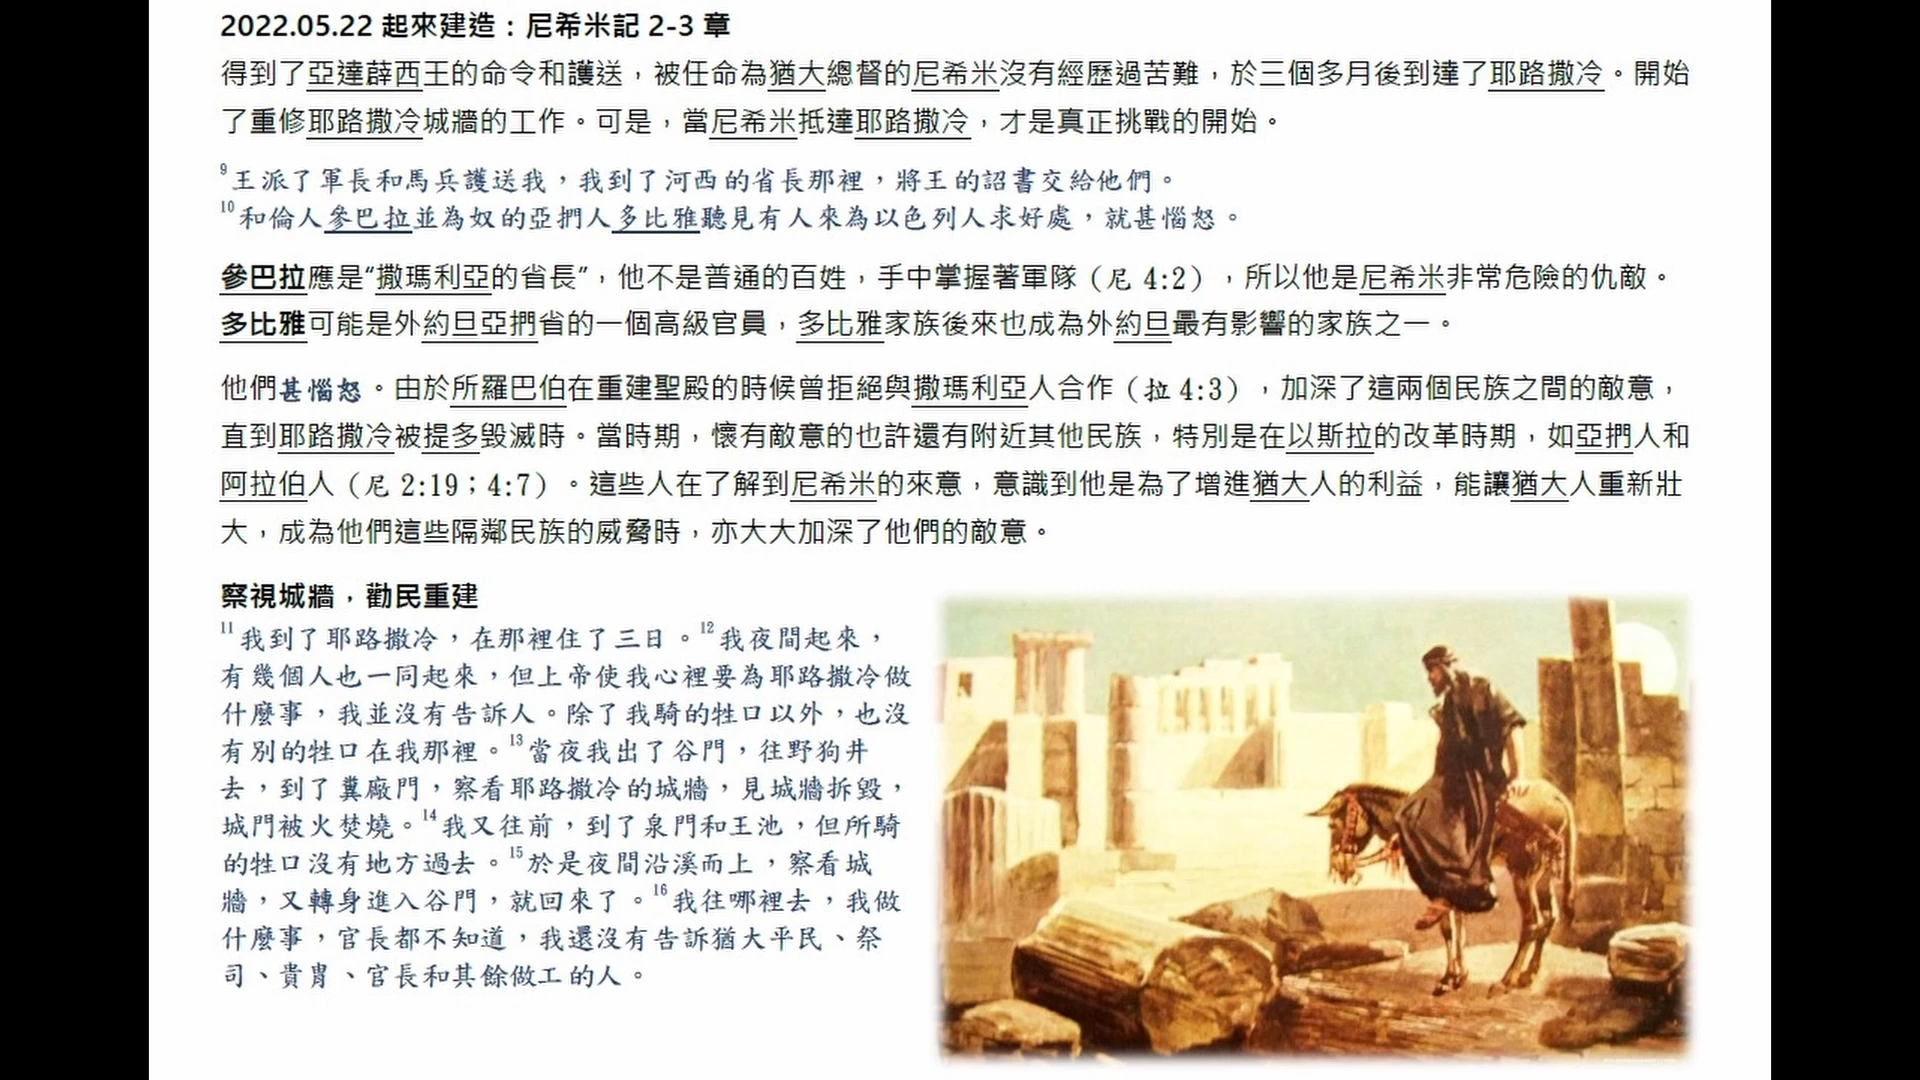 2022.05.22 起來建造：尼希米記 2-3 章
得到了亞達薛西王的命令和護送，被任命為猶大總督的尼希米沒有經歷過苦難，於三個多月後到達了耶路撒冷。開始
了重修耶路撒冷城牆的工作。可是，當尼希米抵達耶路撒冷，才是真正挑戰的開始。
9王派了軍長和馬兵護送我，我到了河西的省長那裡，將王的詔書交給他們。
10和倫人參巴拉並為奴的亞捫人多比雅聽見有人來為以色列人求好處，就甚惱怒。
參巴拉應是“撒瑪利亞的省長”，他不是普通的百姓，手中掌握著軍隊（尼 4:2），所以他是尼希米非常危險的仇敵。
多比雅可能是外約旦亞捫省的一個高級官員，多比雅家族後來也成為外約旦最有影響的家族之一。
他們甚惱怒。由於所羅巴伯在重建聖殿的時候曾拒絕與撒瑪利亞人合作（拉 4:3），加深了這兩個民族之間的敵意，
直到耶路撒冷被提多毀滅時。當時期，懷有敵意的也許還有附近其他民族，特別是在以斯拉的改革時期，如亞捫人和
阿拉伯人（尼 2:19；4:7）。這些人在了解到尼希米的來意，意識到他是為了增進猶大人的利益，能讓猶大人重新壯
大，成為他們這些隔鄰民族的威脅時，亦大大加深了他們的敵意。
察視城牆，勸民重建
11我到了耶路撒冷，在那裡住了三日。12我夜間起來，
有幾個人也一同起來，但上帝使我心裡要為耶路撒冷做
什麼事，我並沒有告訴人。除了我騎的牲口以外，也沒
有別的牲口在我那裡。13當夜我出了谷門，往野狗井
去，到了糞廠門，察看耶路撒冷的城牆，見城牆拆毀，
城門被火焚燒。14我又往前，到了泉門和王池，但所騎
的牲口沒有地方過去。15於是夜間沿溪而上，察看城
牆，又轉身進入谷門，就回來了。16我往哪裡去，我做
什麼事，官長都不知道，我還沒有告訴猶大平民、祭
司、貴冑、官長和其餘做工的人。